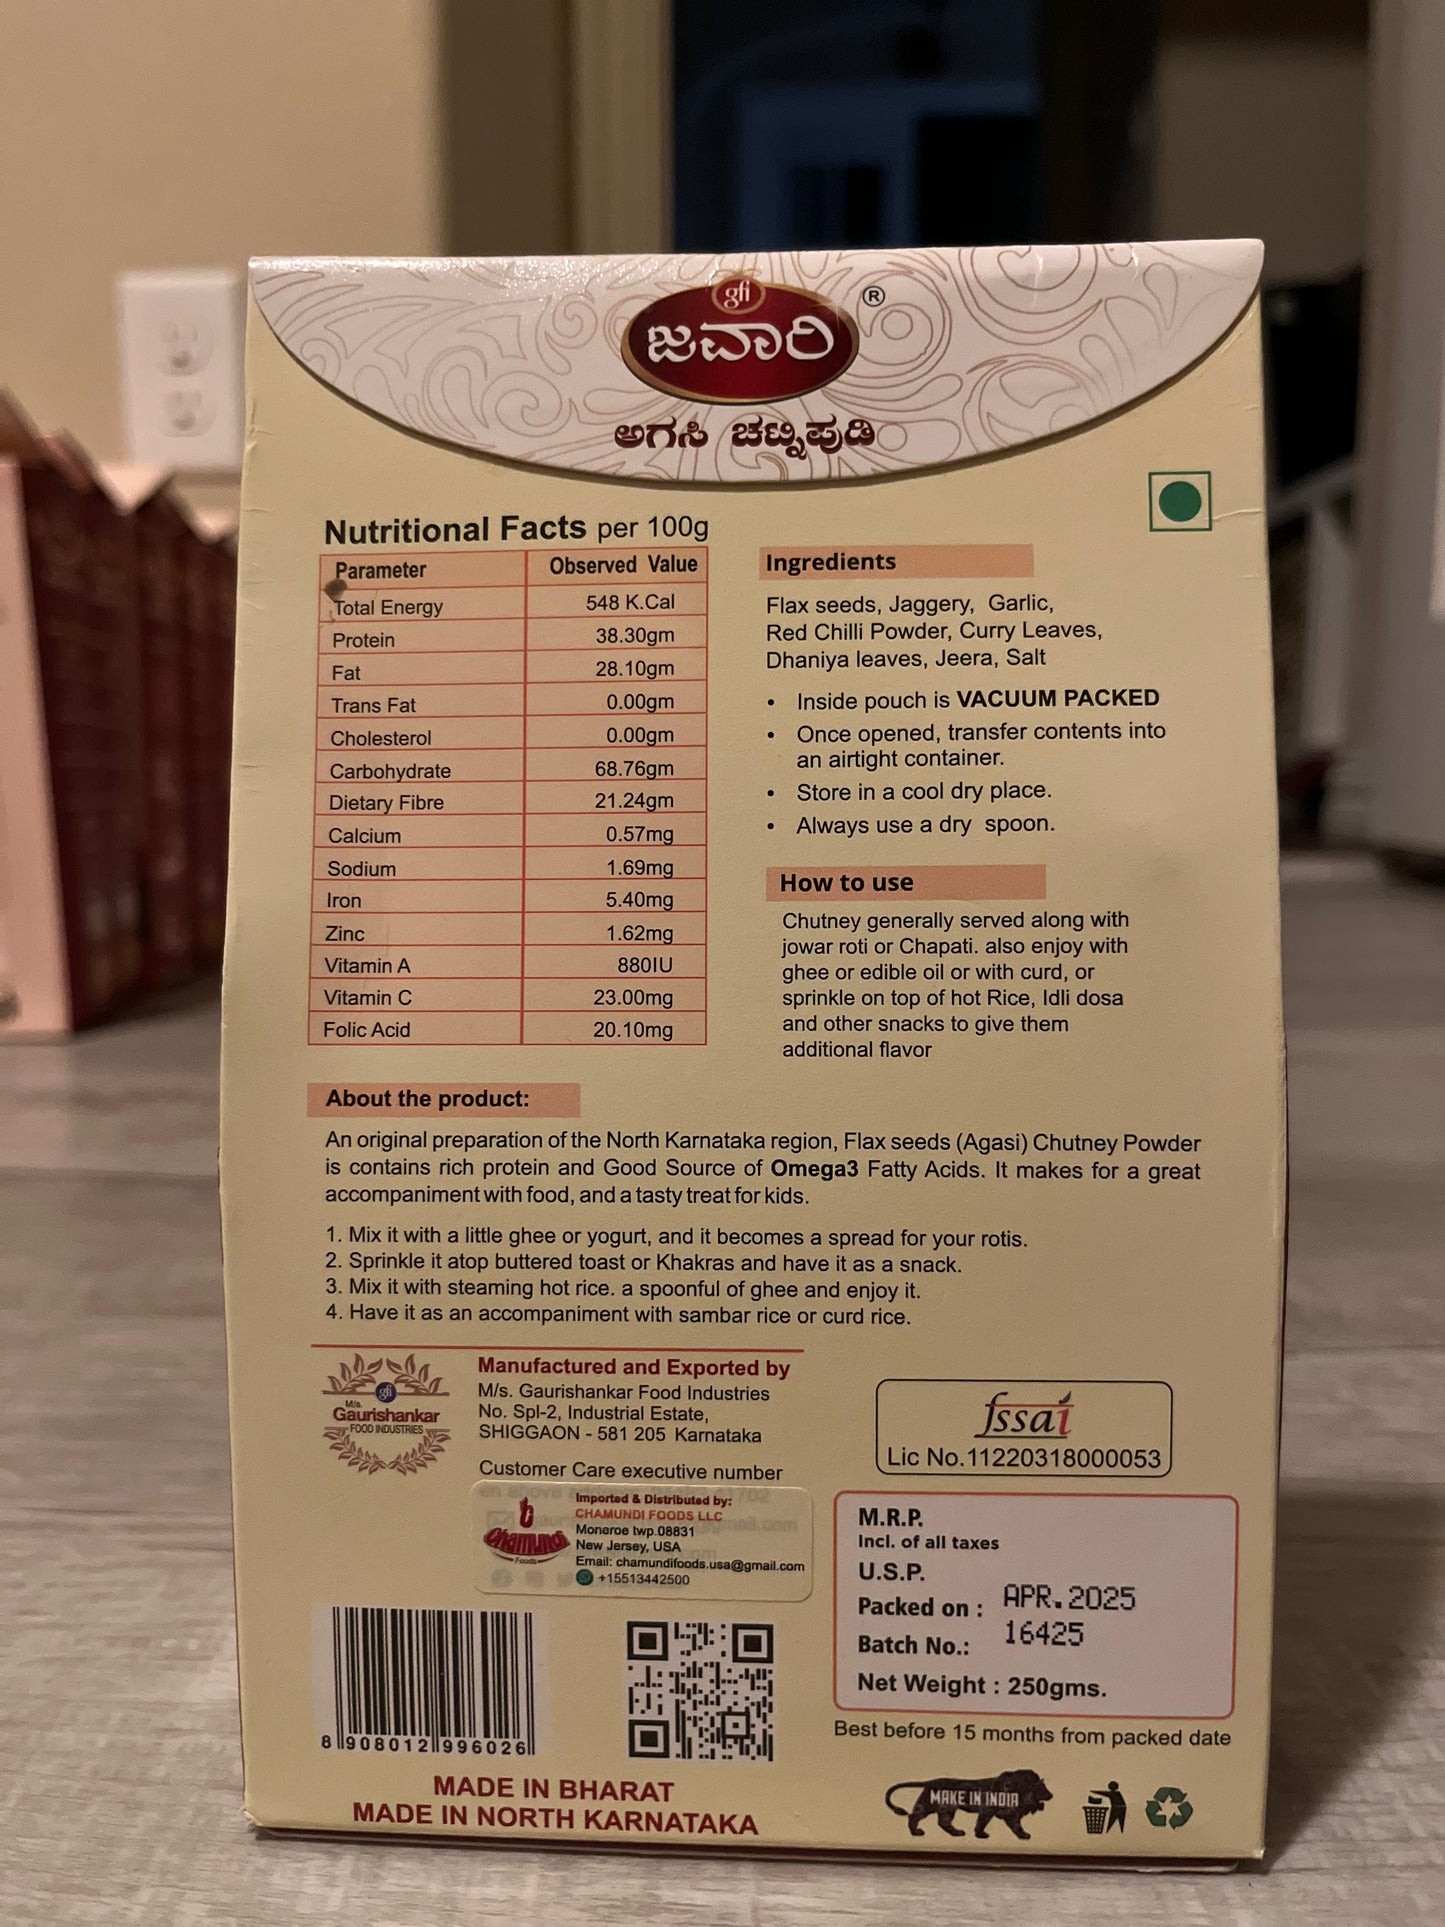 gfi
ಜವಾರಿ ®
ಅಗಸಿ ಚಟ್ನಿಪುಡಿ
Nutritional Facts per 100g
Parameter Observed Value
Total Energy 548 K.Cal
Protein 38.30gm
Fat 28.10gm
Trans Fat 0.00gm
Cholesterol 0.00gm
Carbohydrate 68.76gm
Dietary Fibre 21.24gm
Calcium 0.57mg
Sodium 1.69mg
Iron 5.40mg
Zinc 1.62mg
Vitamin A 880IU
Vitamin C 23.00mg
Folic Acid 20.10mg
Ingredients
Flax seeds, Jaggery, Garlic,
Red Chilli Powder, Curry Leaves,
Dhaniya leaves, Jeera, Salt
• Inside pouch is VACUUM PACKED
• Once opened, transfer contents into
an airtight container.
• Store in a cool dry place.
• Always use a dry spoon.
How to use
Chutney generally served along with
jowar roti or Chapati. also enjoy with
ghee or edible oil or with curd, or
sprinkle on top of hot Rice, Idli dosa
and other snacks to give them
additional flavor
About the product:
An original preparation of the North Karnataka region, Flax seeds (Agasi) Chutney Powder
is contains rich protein and Good Source of Omega3 Fatty Acids. It makes for a great
accompaniment with food, and a tasty treat for kids.
1. Mix it with a little ghee or yogurt, and it becomes a spread for your rotis.
2. Sprinkle it atop buttered toast or Khakras and have it as a snack.
3. Mix it with steaming hot rice. a spoonful of ghee and enjoy it.
4. Have it as an accompaniment with sambar rice or curd rice.
gfi
M/s.
Gaurishankar
FOOD INDUSTRIES
Manufactured and Exported by
M/s. Gaurishankar Food Industries
No. Spl-2, Industrial Estate,
SHIGGAON - 581 205 Karnataka
Customer Care executive number
Chamundi
Foods
Imported & Distributed by:
CHAMUNDI FOODS LLC
Moneroe twp.08831
New Jersey, USA
Email: chamundifoods.usa@gmail.com
+15513442500
fssai
Lic No.11220318000053
M.R.P.
Incl. of all taxes
U.S.P.
Packed on : APR.2025
Batch No.: 16425
Net Weight : 250gms.
Best before 15 months from packed date
8 908012 996026
MADE IN BHARAT
MADE IN NORTH KARNATAKA
MAKE IN INDIA